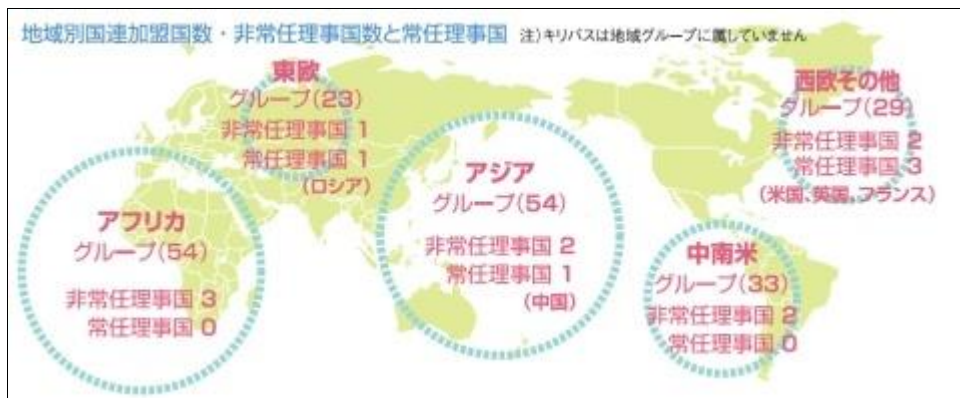 地域別国連加盟国数・非常任理事国数と常任理事国 注)キリバスは地域グループに属していません
東欧
グループ(23)
非常任理事国 1
常任理事国 1
(ロシア)
西欧その他
グループ(29)
非常任理事国 2
常任理事国 3
(米国、英国、フランス)
アジア
グループ(54)
非常任理事国 2
常任理事国 1
(中国)
アフリカ
グループ(54)
非常任理事国 3
常任理事国 0
中南米
グループ(33)
非常任理事国 2
常任理事国 0